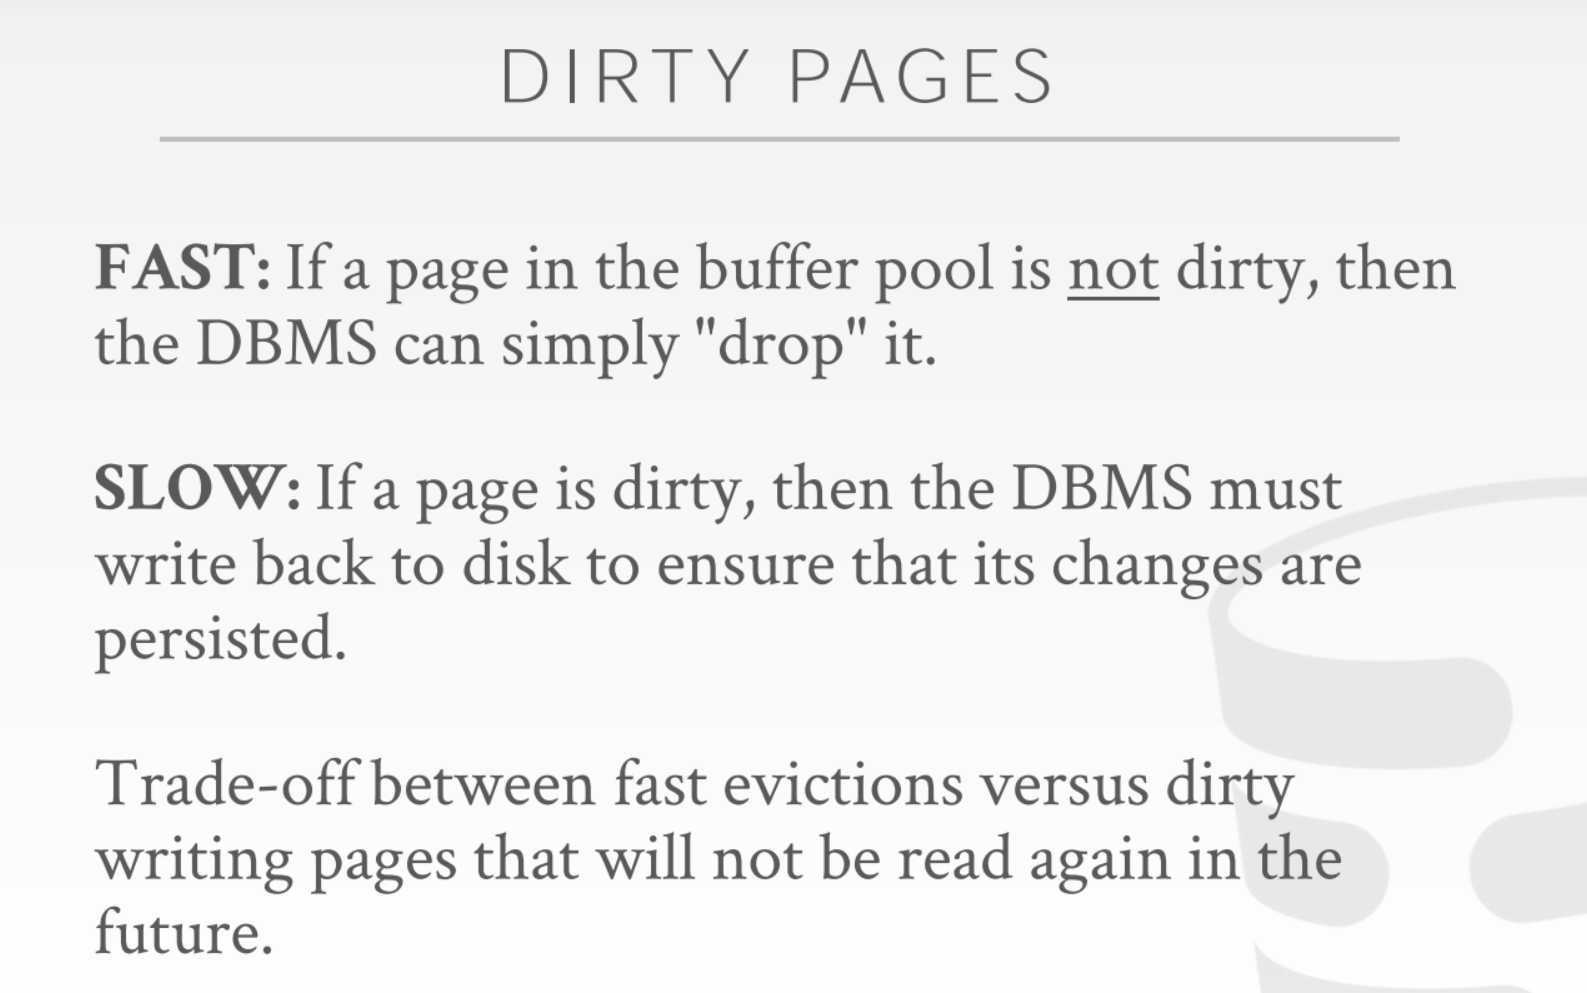 DIRTY PAGES
FAST: If a page in the buffer pool is not dirty, then
the DBMS can simply "drop" it.
SLOW: If a page is dirty, then the DBMS must
write back to disk to ensure that its changes are
persisted.
Trade-off between fast evictions versus dirty
writing pages that will not be read again in the
future.